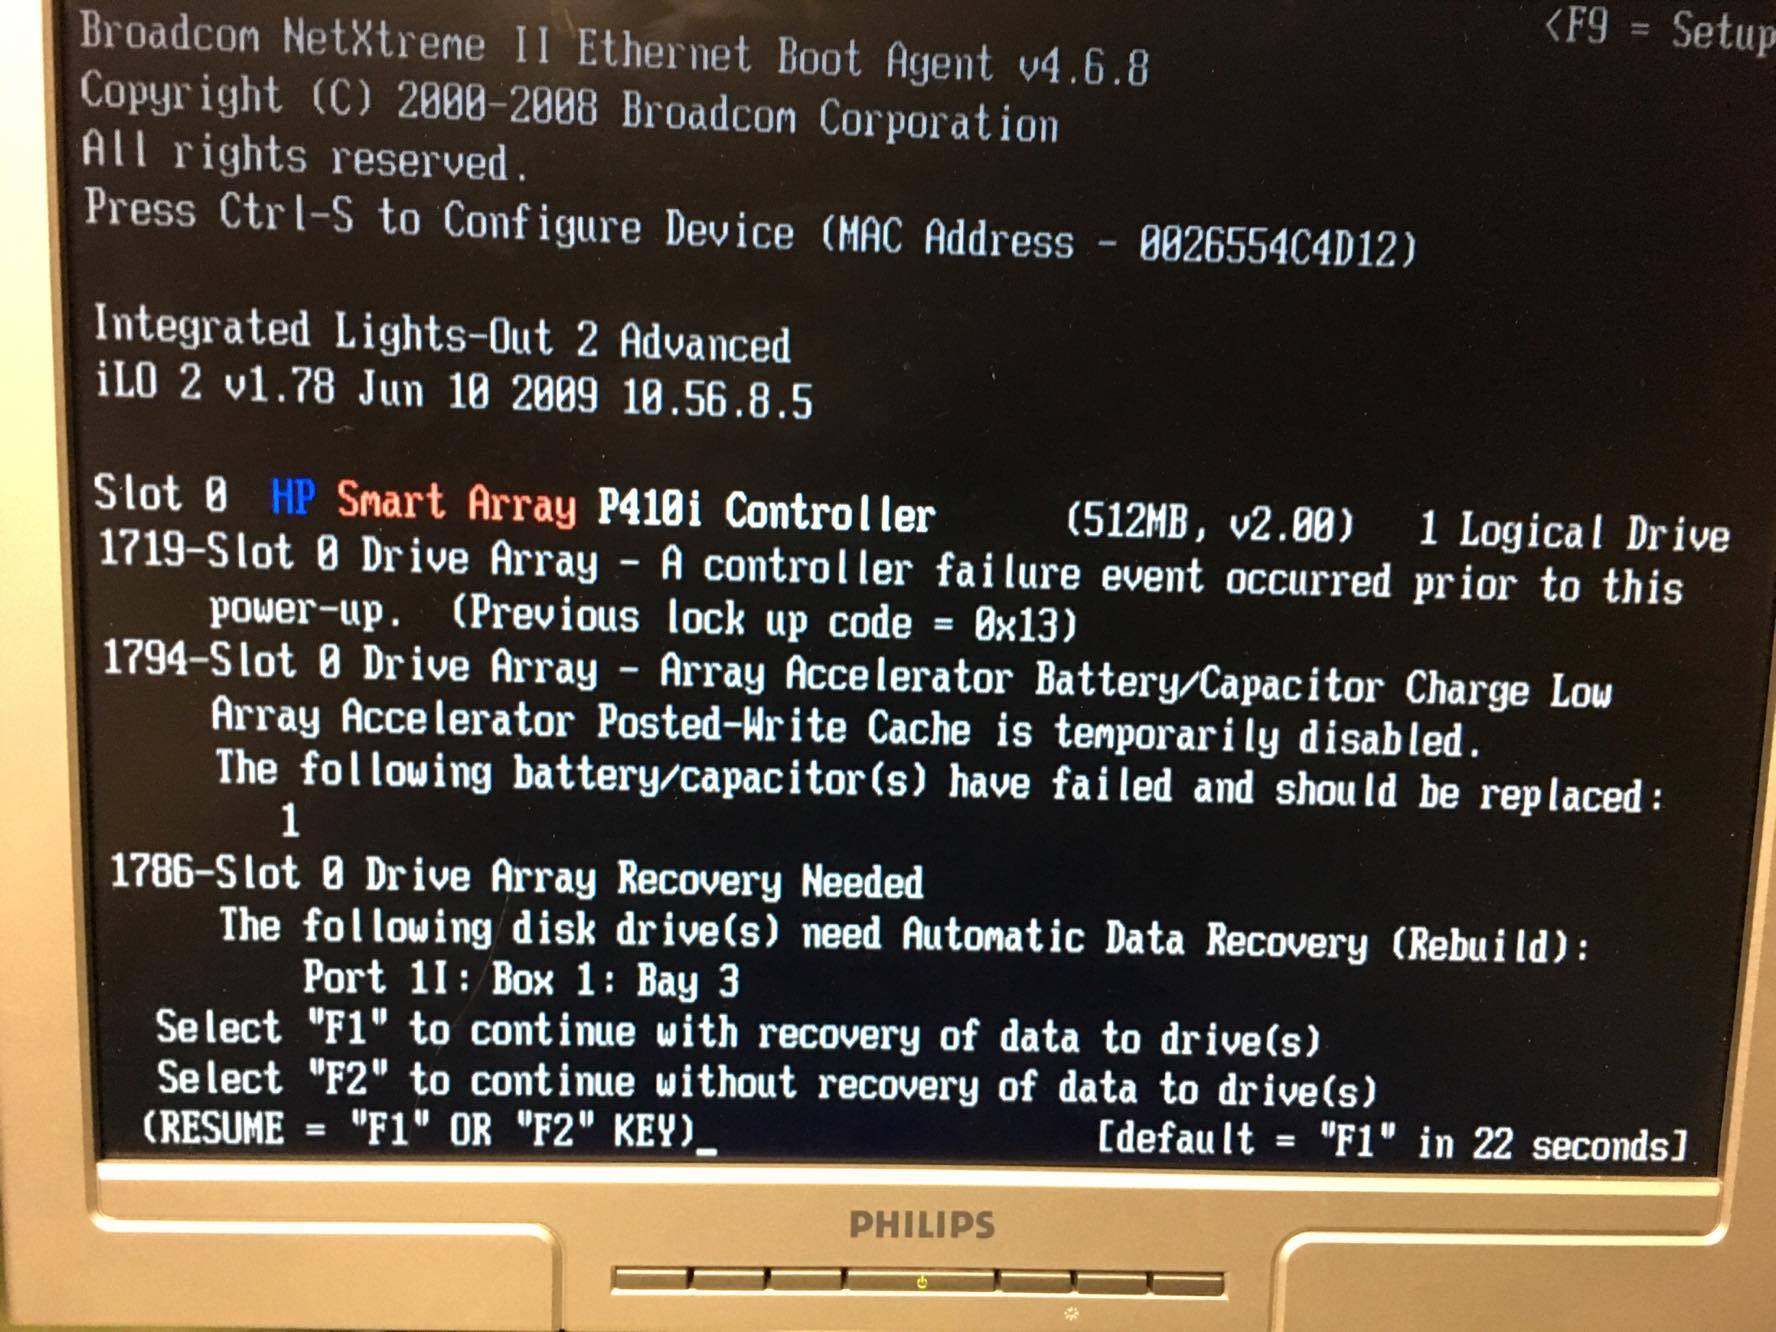 <F9 = Setup
Broadcom NetXtreme II Ethernet Boot Agent v4.6.8
Copyright (C) 2000-2008 Broadcom Corporation
All rights reserved.
Press Ctrl-S to Configure Device (MAC Address - 0026554C4D12)
Integrated Lights-Out 2 Advanced
iLO 2 v1.78 Jun 10 2009 10.56.8.5
Slot 0 HP Smart Array P410i Controller (512MB, v2.00) 1 Logical Drive
1719-Slot 0 Drive Array - A controller failure event occurred prior to this
power-up. (Previous lock up code = 0x13)
1794-Slot 0 Drive Array - Array Accelerator Battery/Capacitor Charge Low
Array Accelerator Posted-Write Cache is temporarily disabled.
The following battery/capacitor(s) have failed and should be replaced:
1
1786-Slot 0 Drive Array Recovery Needed
The following disk drive(s) need Automatic Data Recovery (Rebuild):
Port 1I: Box 1: Bay 3
Select "F1" to continue with recovery of data to drive(s)
Select "F2" to continue without recovery of data to drive(s)
(RESUME = "F1" OR "F2" KEY)_ [default = "F1" in 22 seconds]
PHILIPS